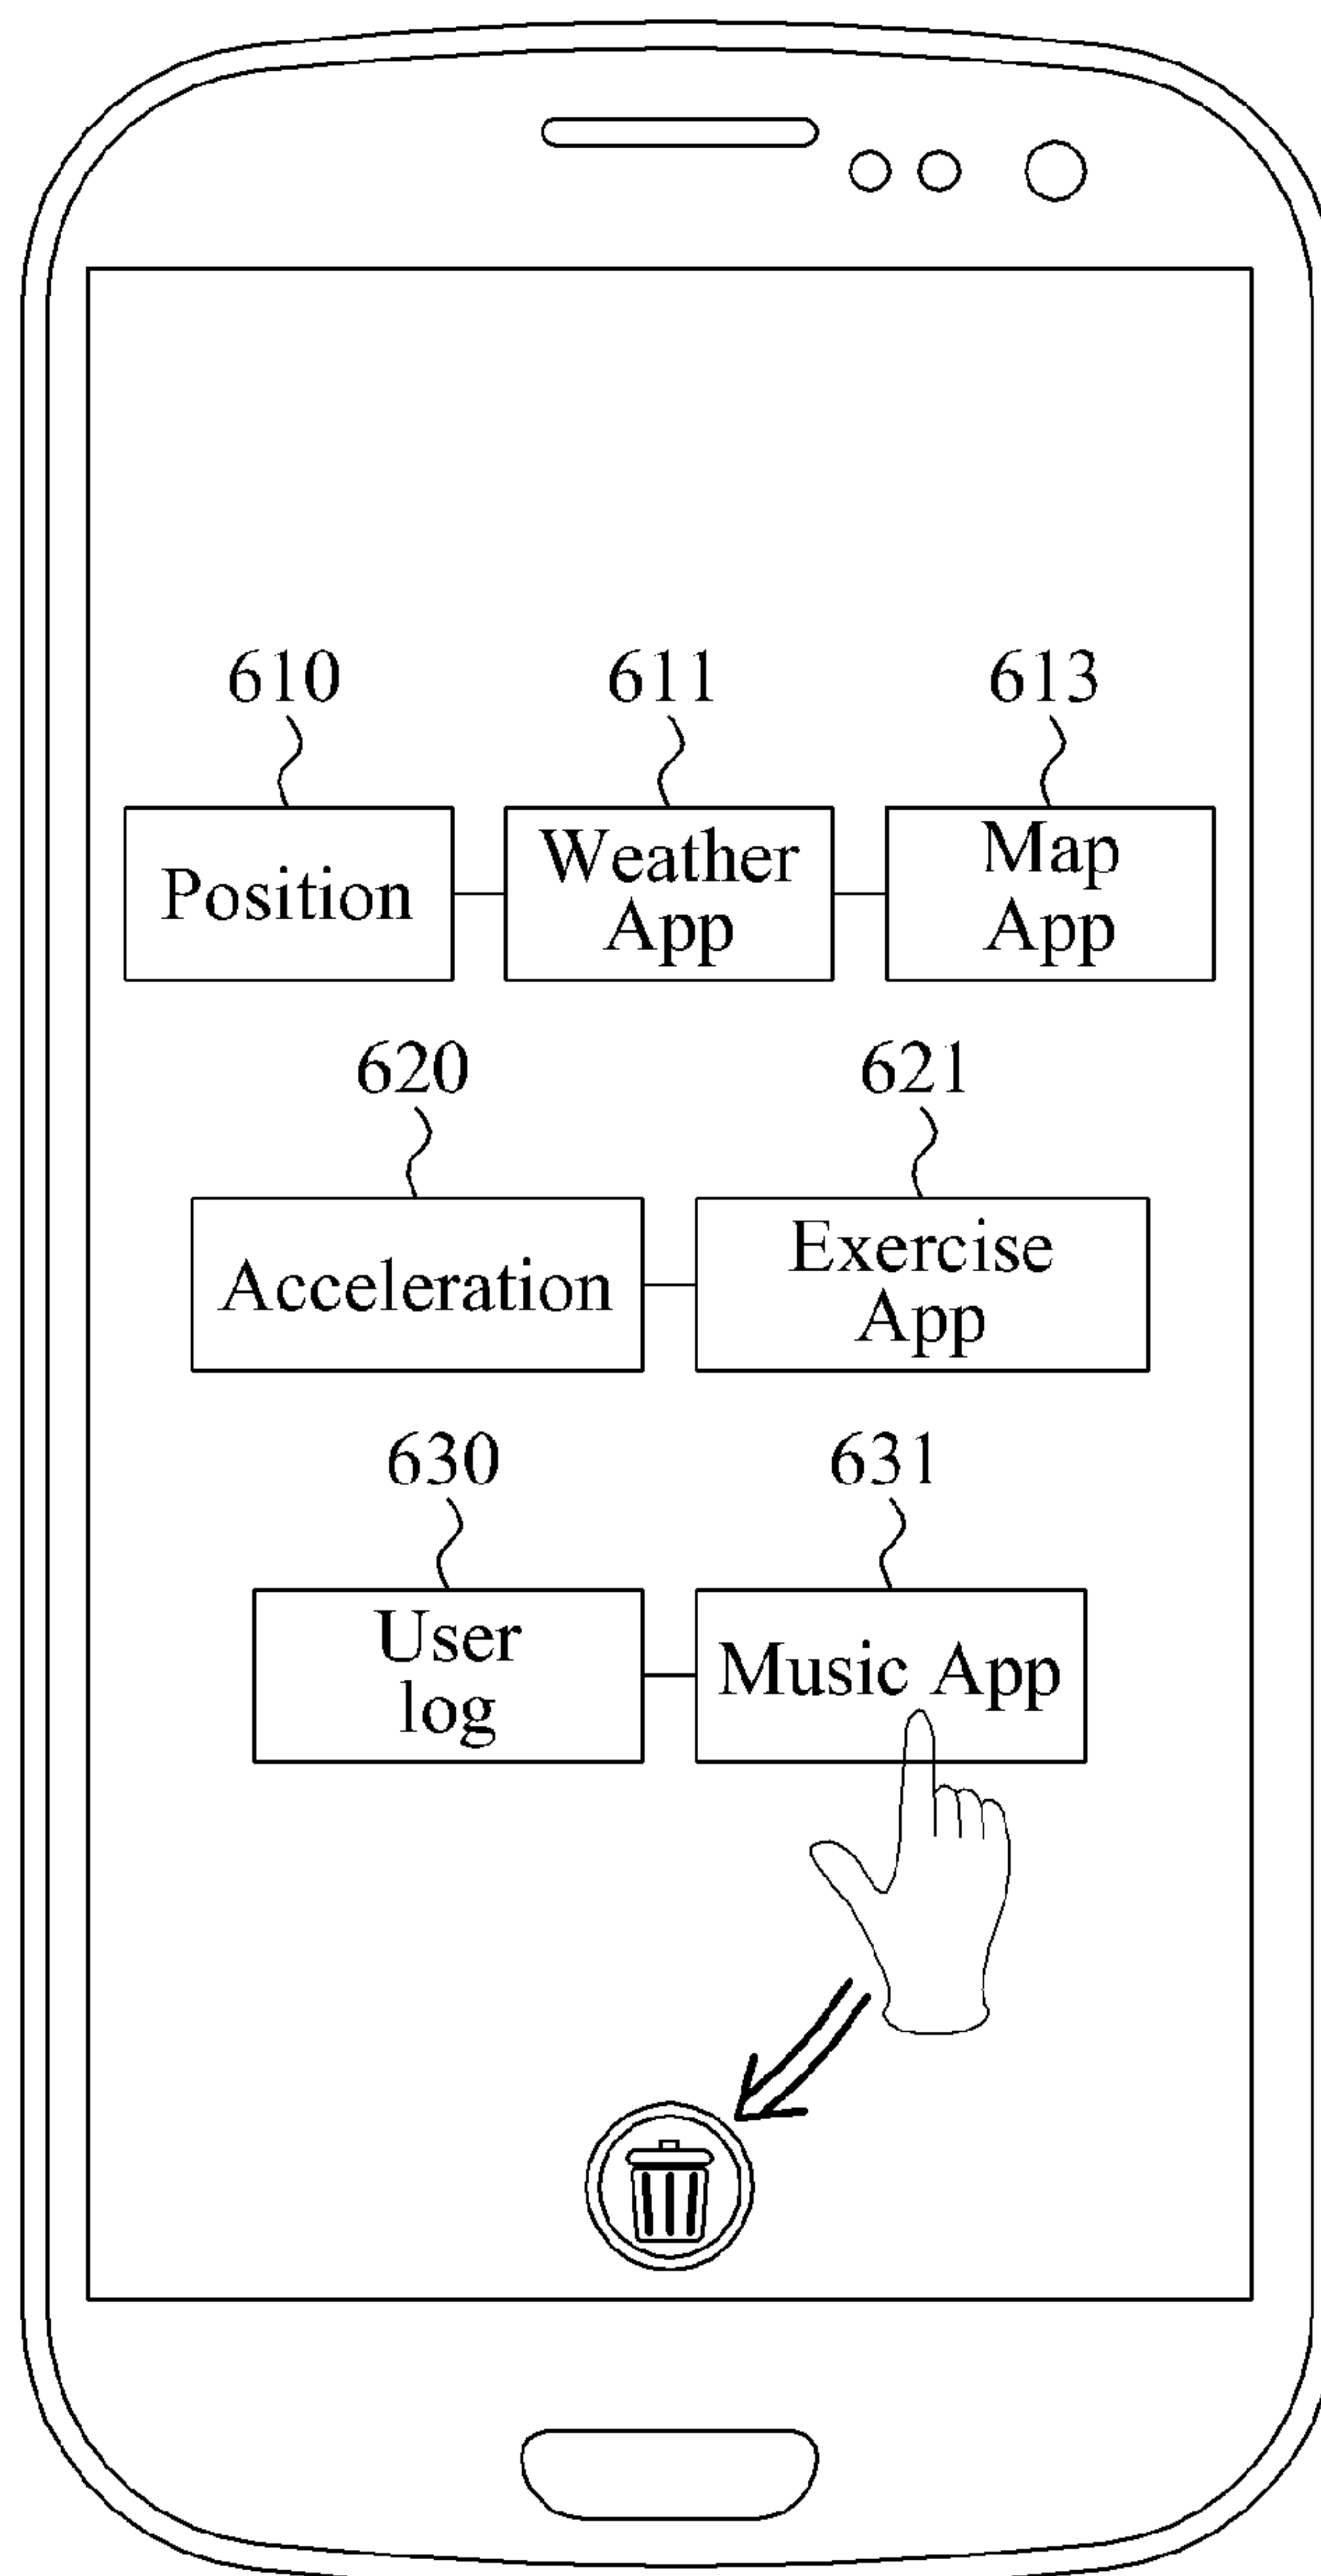 610 611 613
Position Weather App Map App
620 621
Acceleration Exercise App
630 631
User log Music App